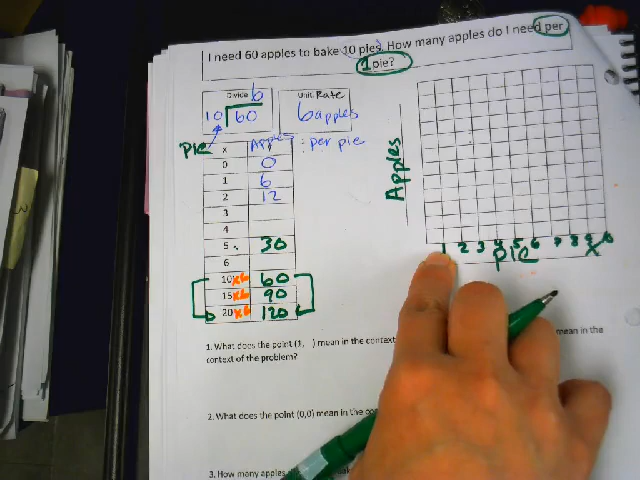 I need 60 apples to bake 10 pies. How many apples do I need per
1 pie?
Divide
6
10 60
Unit Rate
6 apples
per pie
Pie
x Apples
0 0
1 6
2 12
3
4
5 30
6
10 x6 60
15 x6 90
20 x6 120
Apples
1 2 3 4 5 6 7 8 9
Pie X
1. What does the point (1, ) mean in the context
mean in the
context of the problem?
2. What does the point (0,0) mean in the
3. How many apples